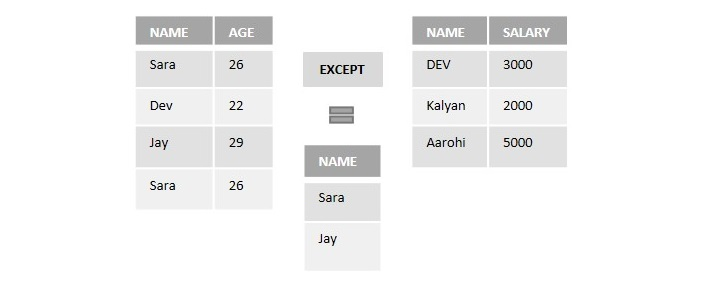 NAME AGE
Sara 26
Dev 22
Jay 29
Sara 26
EXCEPT
NAME
Sara
Jay
NAME SALARY
DEV 3000
Kalyan 2000
Aarohi 5000